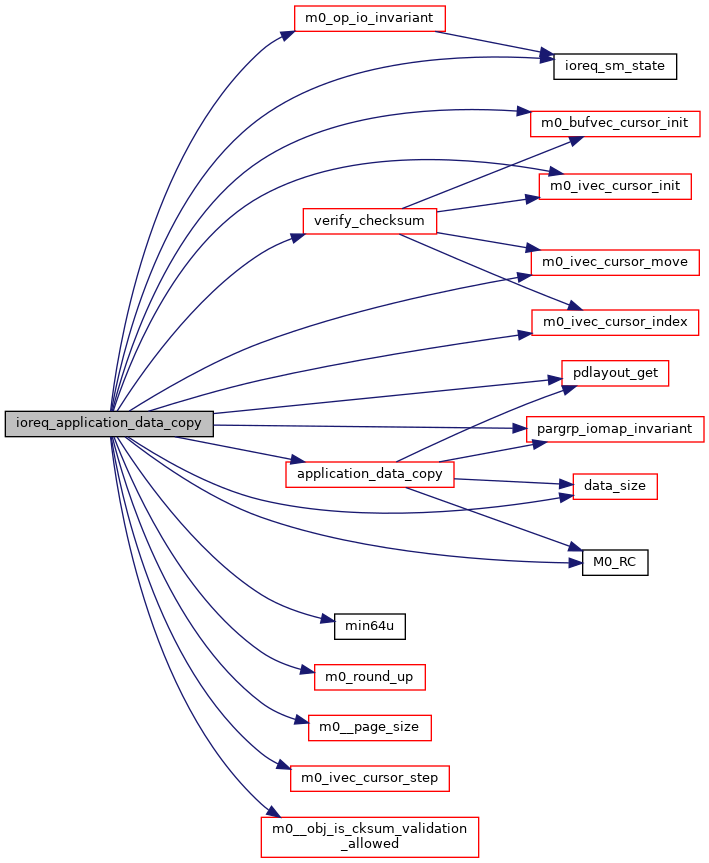 m0_op_io_invariant
ioreq_sm_state
m0_bufvec_cursor_init
m0_ivec_cursor_init
verify_checksum
m0_ivec_cursor_move
m0_ivec_cursor_index
pdlayout_get
ioreq_application_data_copy
pargrp_iomap_invariant
application_data_copy
data_size
M0_RC
min64u
m0_round_up
m0__page_size
m0_ivec_cursor_step
m0__obj_is_cksum_validation
_allowed